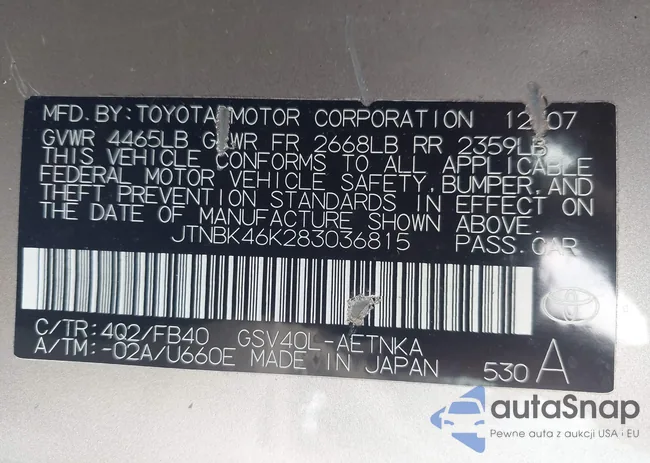 MFD. BY: TOYOTA MOTOR CORPORATION 12/07
GVWR 4465LB GAWR FR 2668LB RR 2359LB
THIS VEHICLE CONFORMS TO ALL APPLICABLE
FEDERAL MOTOR VEHICLE SAFETY, BUMPER, AND
THEFT PREVENTION STANDARDS IN EFFECT ON
THE DATE OF MANUFACTURE SHOWN ABOVE.
JTNBK46K283036815 PASS.CAR
C/TR: 4Q2/FB40 GSV40L-AETNKA
A/TM: -02A/U660E MADE IN JAPAN 530 A
autaSnap
Pewne auta z aukcji USA i EU